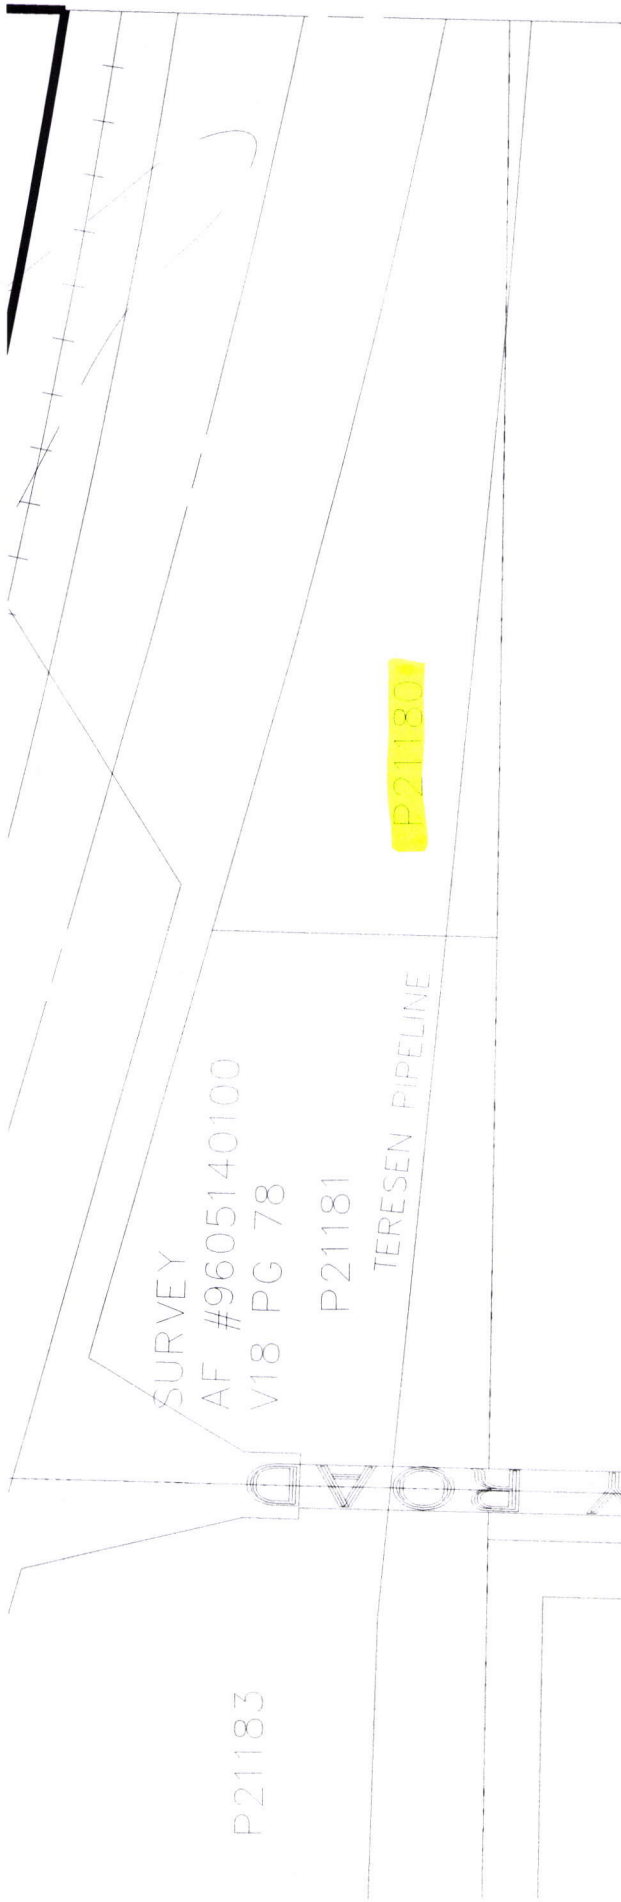 P21180
SURVEY
AF #9605140100
V18 PG 78
P21181
TERESEN PIPELINE
K ROAD
P21183